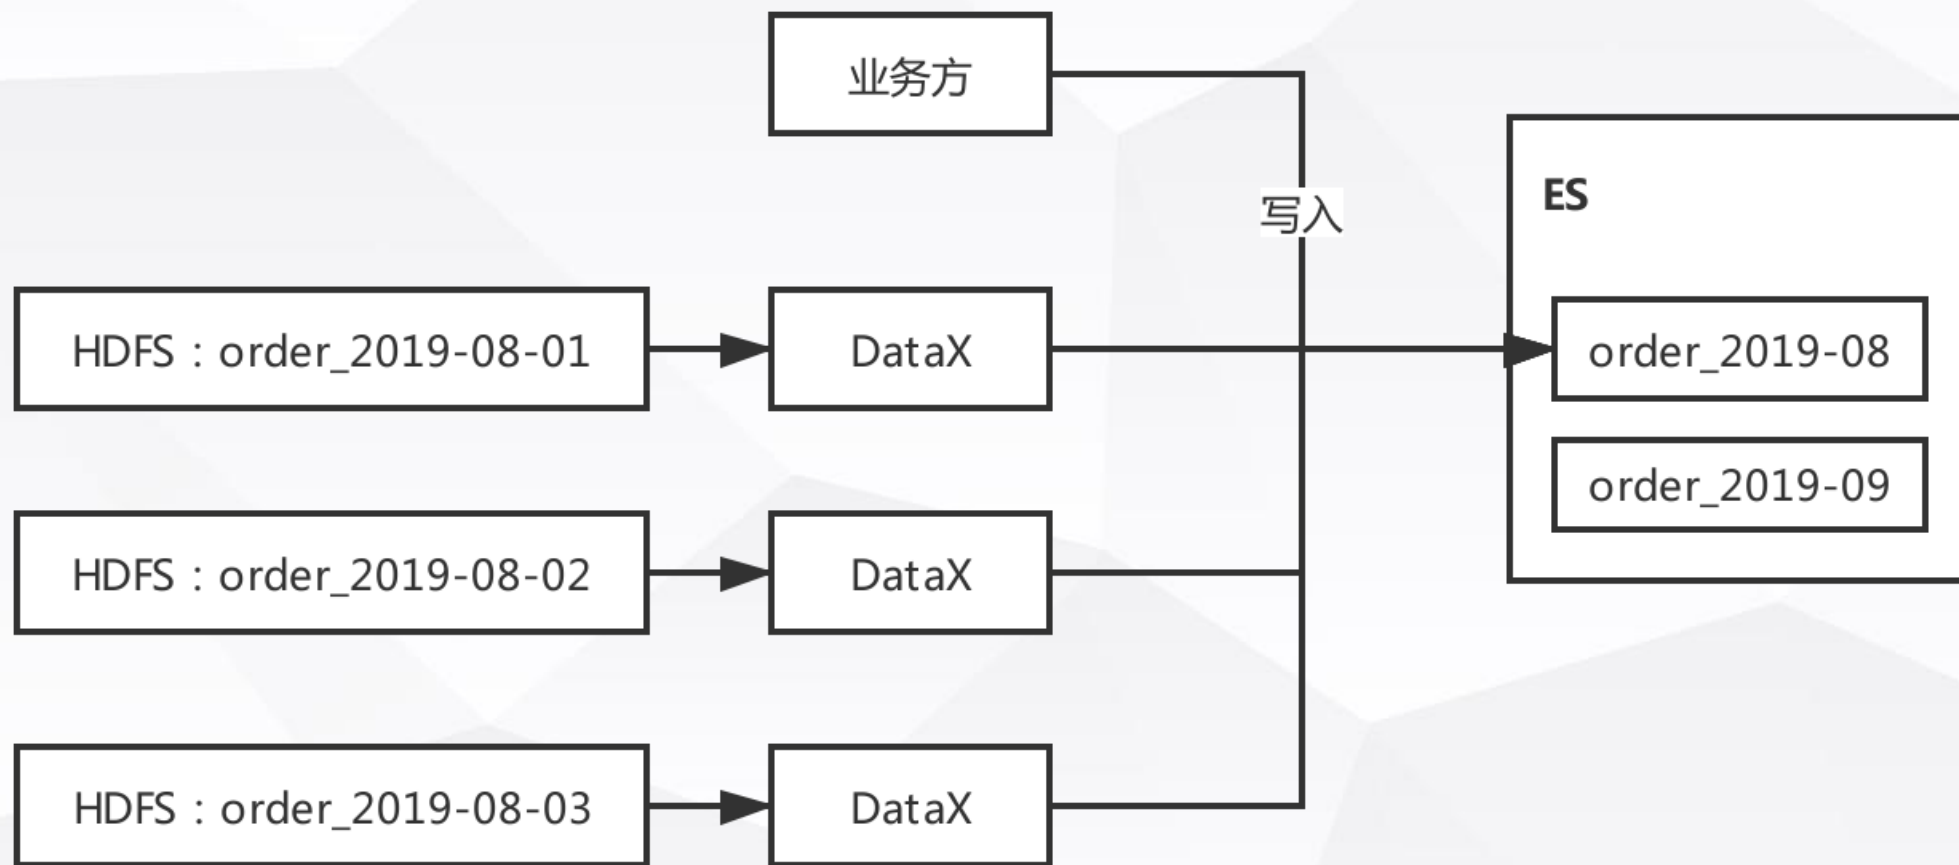 业务方
写入
ES
HDFS：order_2019-08-01
DataX
order_2019-08
order_2019-09
HDFS：order_2019-08-02
DataX
HDFS：order_2019-08-03
DataX